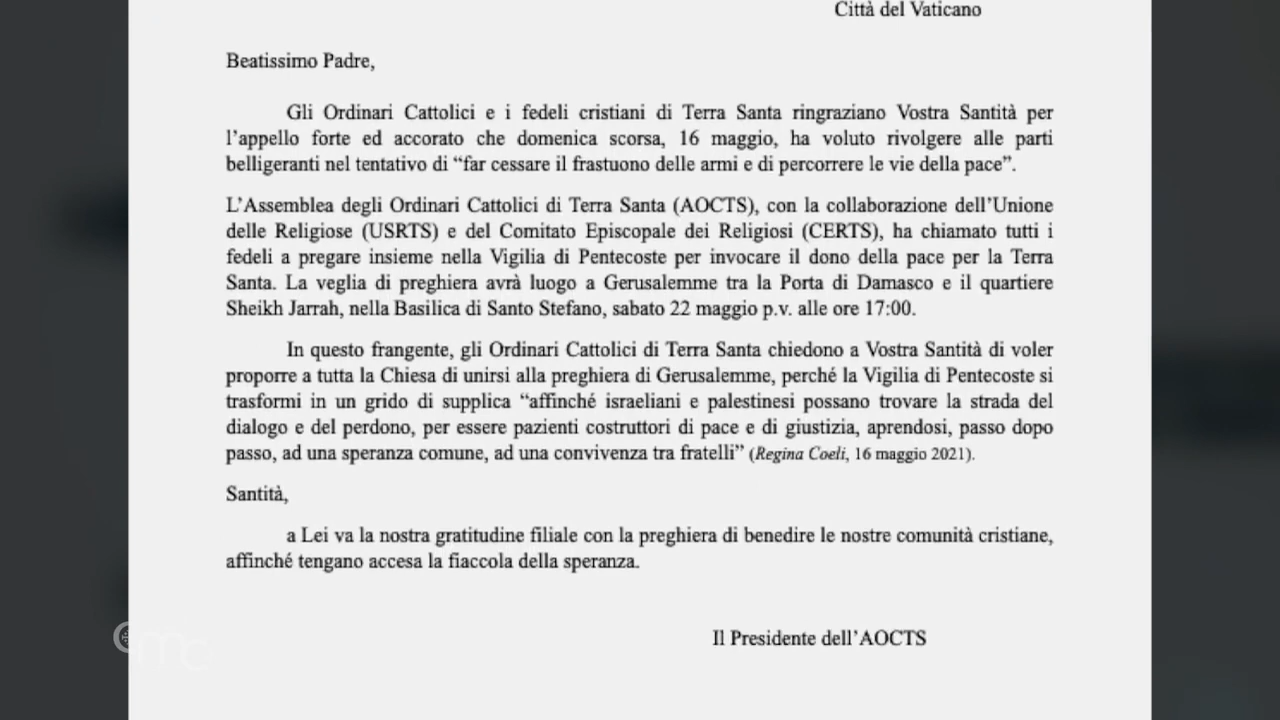 Città del Vaticano
Beatissimo Padre,
Gli Ordinari Cattolici e i fedeli cristiani di Terra Santa ringraziano Vostra Santità per
l’appello forte ed accorato che domenica scorsa, 16 maggio, ha voluto rivolgere alle parti
belligeranti nel tentativo di “far cessare il frastuono delle armi e di percorrere le vie della pace”.
L’Assemblea degli Ordinari Cattolici di Terra Santa (AOCTS), con la collaborazione dell’Unione
delle Religiose (USRTS) e del Comitato Episcopale dei Religiosi (CERTS), ha chiamato tutti i
fedeli a pregare insieme nella Vigilia di Pentecoste per invocare il dono della pace per la Terra
Santa. La veglia di preghiera avrà luogo a Gerusalemme tra la Porta di Damasco e il quartiere
Sheikh Jarrah, nella Basilica di Santo Stefano, sabato 22 maggio p.v. alle ore 17:00.
In questo frangente, gli Ordinari Cattolici di Terra Santa chiedono a Vostra Santità di voler
proporre a tutta la Chiesa di unirsi alla preghiera di Gerusalemme, perché la Vigilia di Pentecoste si
trasformi in un grido di supplica “affinché israeliani e palestinesi possano trovare la strada del
dialogo e del perdono, per essere pazienti costruttori di pace e di giustizia, aprendosi, passo dopo
passo, ad una speranza comune, ad una convivenza tra fratelli” (Regina Coeli, 16 maggio 2021).
Santità,
a Lei va la nostra gratitudine filiale con la preghiera di benedire le nostre comunità cristiane,
affinché tengano accesa la fiaccola della speranza.
Il Presidente dell’AOCTS
cmc